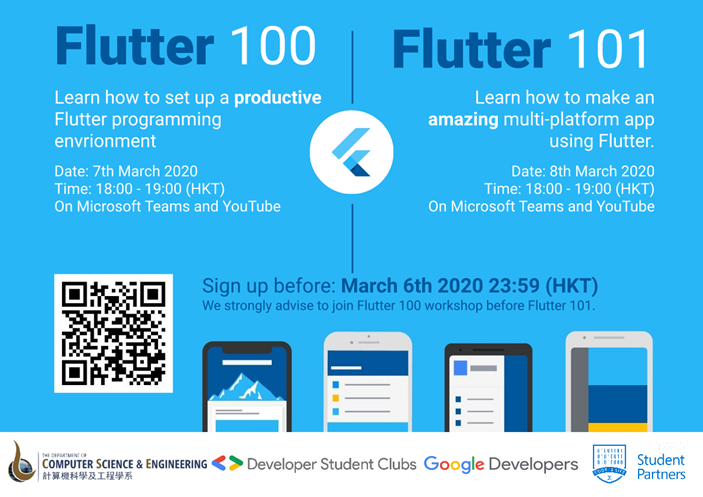 Flutter 100
Learn how to set up a productive
Flutter programming
envrionment
Date: 7th March 2020
Time: 18:00 - 19:00 (HKT)
On Microsoft Teams and YouTube
Flutter 101
Learn how to make an
amazing multi-platform app
using Flutter.
Date: 8th March 2020
Time: 18:00 - 19:00 (HKT)
On Microsoft Teams and YouTube
Sign up before: March 6th 2020 23:59 (HKT)
We strongly advise to join Flutter 100 workshop before Flutter 101.
THE DEPARTMENT OF
COMPUTER SCIENCE & ENGINEERING
計算機科學及工程學系
Developer Student Clubs
Google Developers
Student
Partners